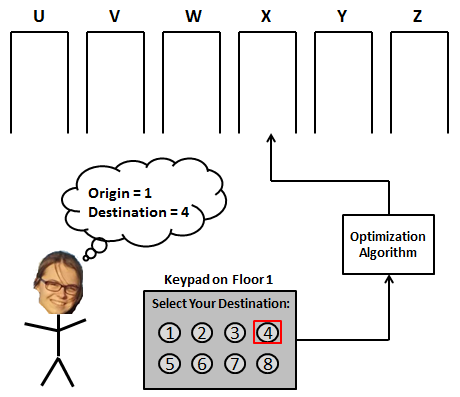 U V W X Y Z
Origin = 1
Destination = 4
Optimization
Algorithm
Keypad on Floor 1
Select Your Destination:
1 2 3 4
5 6 7 8